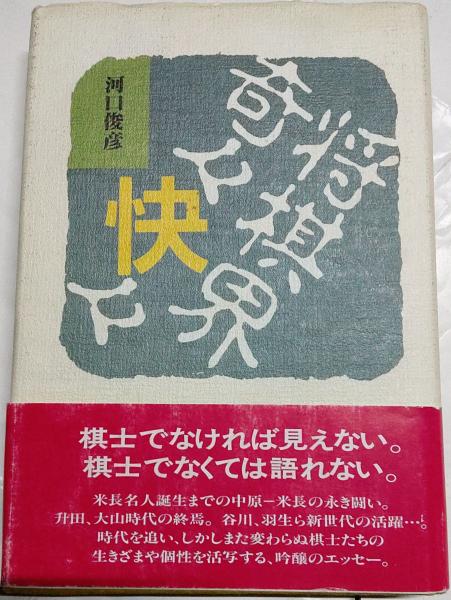 将棋界
奇々
快々
河口俊彦
棋士でなければ見えない。
棋士でなくては語れない。
米長名人誕生までの中原−米長の永き闘い。
升田、大山時代の終焉。谷川、羽生ら新世代の活躍…。
時代を追い、しかしまた変わらぬ棋士たちの
生きざまや個性を活写する、吟醸のエッセー。